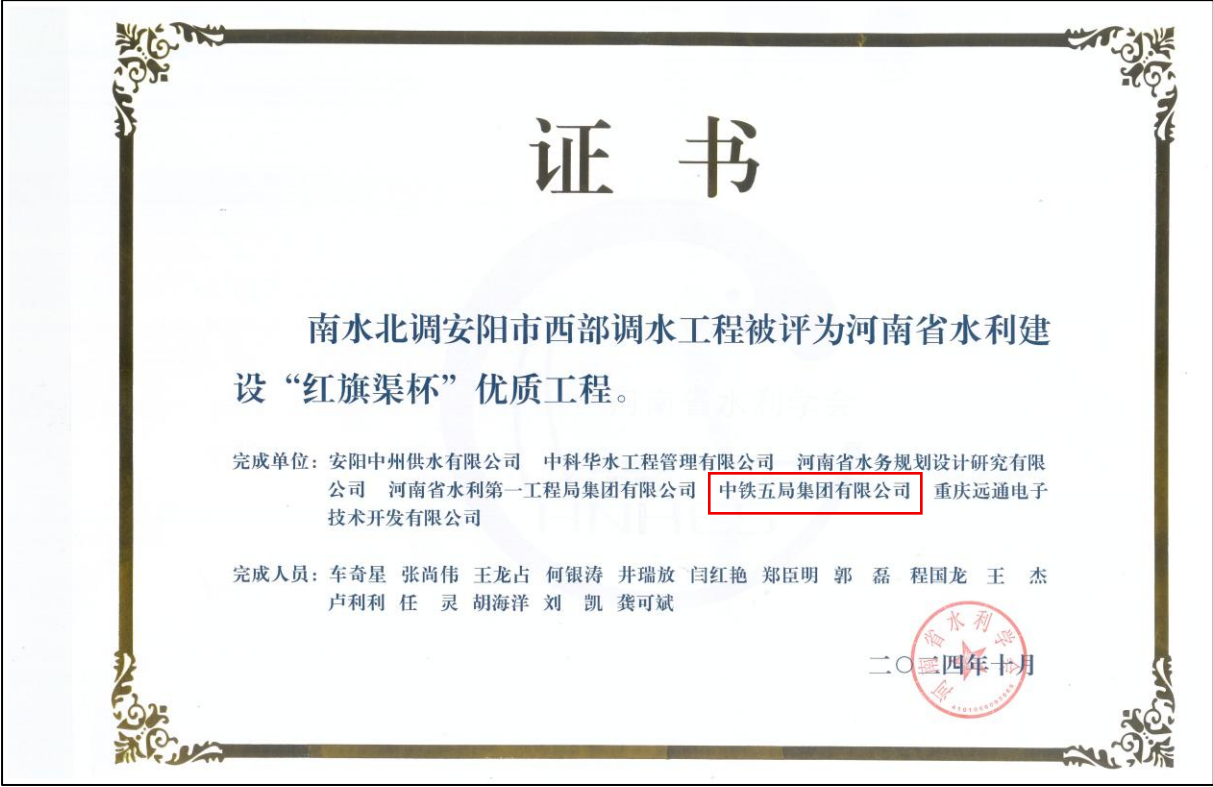 证 书
南水北调安阳市西部调水工程被评为河南省水利建
设“红旗渠杯”优质工程。
完成单位：安阳中州供水有限公司 中科华水工程管理有限公司 河南省水务规划设计研究有限
公司 河南省水利第一工程局集团有限公司 中铁五局集团有限公司 重庆远通电子
技术开发有限公司
完成人员：车奇星 张尚伟 王龙占 何银涛 井瑞放 闫红艳 郑臣明 郭 磊 程国龙 王 杰
卢利利 任 灵 胡海洋 刘 凯 龚可斌
二〇二四年十月
河南省水利学会